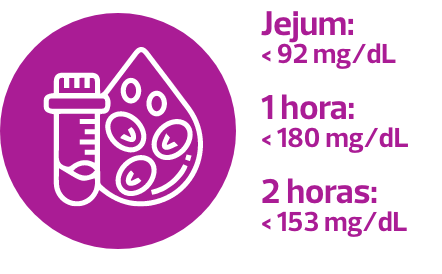 Jejum:
< 92 mg/dL
1 hora:
< 180 mg/dL
2 horas:
< 153 mg/dL